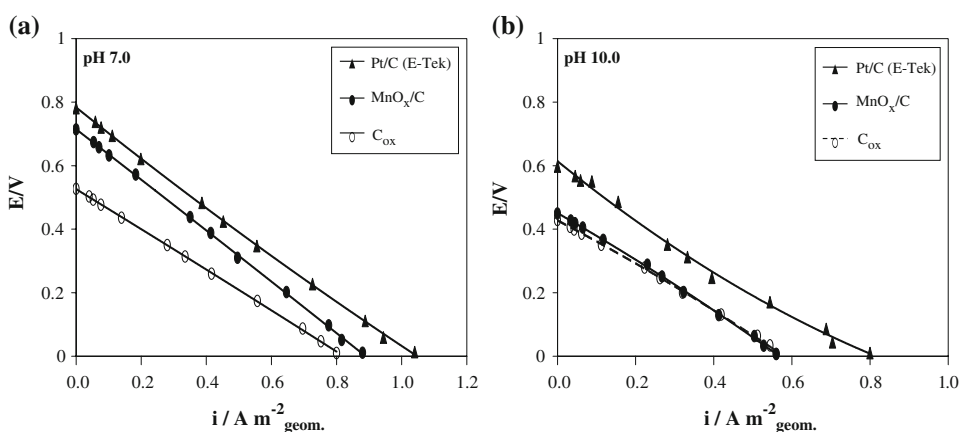 (a)
pH 7.0
Pt/C (E-Tek)
MnOx/C
Cox
1
0.8
0.6
0.4
0.2
0
E/V
0.0 0.2 0.4 0.6 0.8 1.0 1.2
i / A m-2geom.
(b)
pH 10.0
Pt/C (E-Tek)
MnOx/C
Cox
1
0.8
0.6
0.4
0.2
0
E/V
0.0 0.2 0.4 0.6 0.8 1.0
i / A m-2geom.